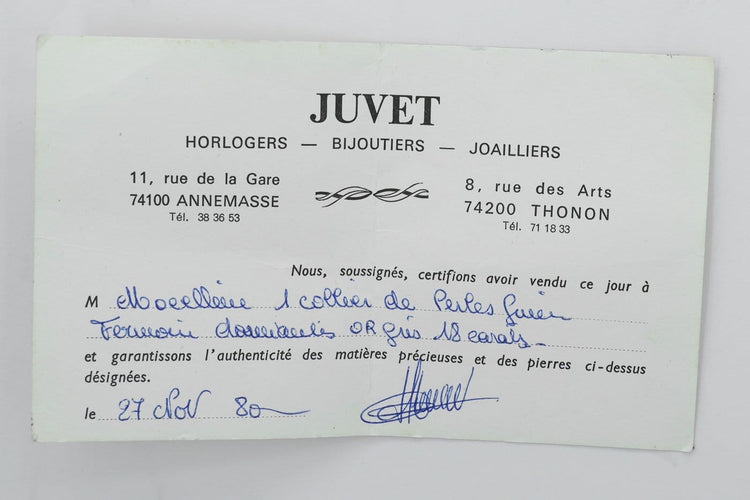 JUVET
HORLOGERS — BIJOUTIERS — JOAILLIERS
11, rue de la Gare
74100 ANNEMASSE
Tél. 38 36 53
8, rue des Arts
74200 THONON
Tél. 71 18 33
Nous, soussignés, certifions avoir vendu ce jour à
M 1 collier de Perles
Fermoir diamants OR gris 18 carats
et garantissons l'authenticité des matières précieuses et des pierres ci-dessus
désignées.
le 27 Nov 80